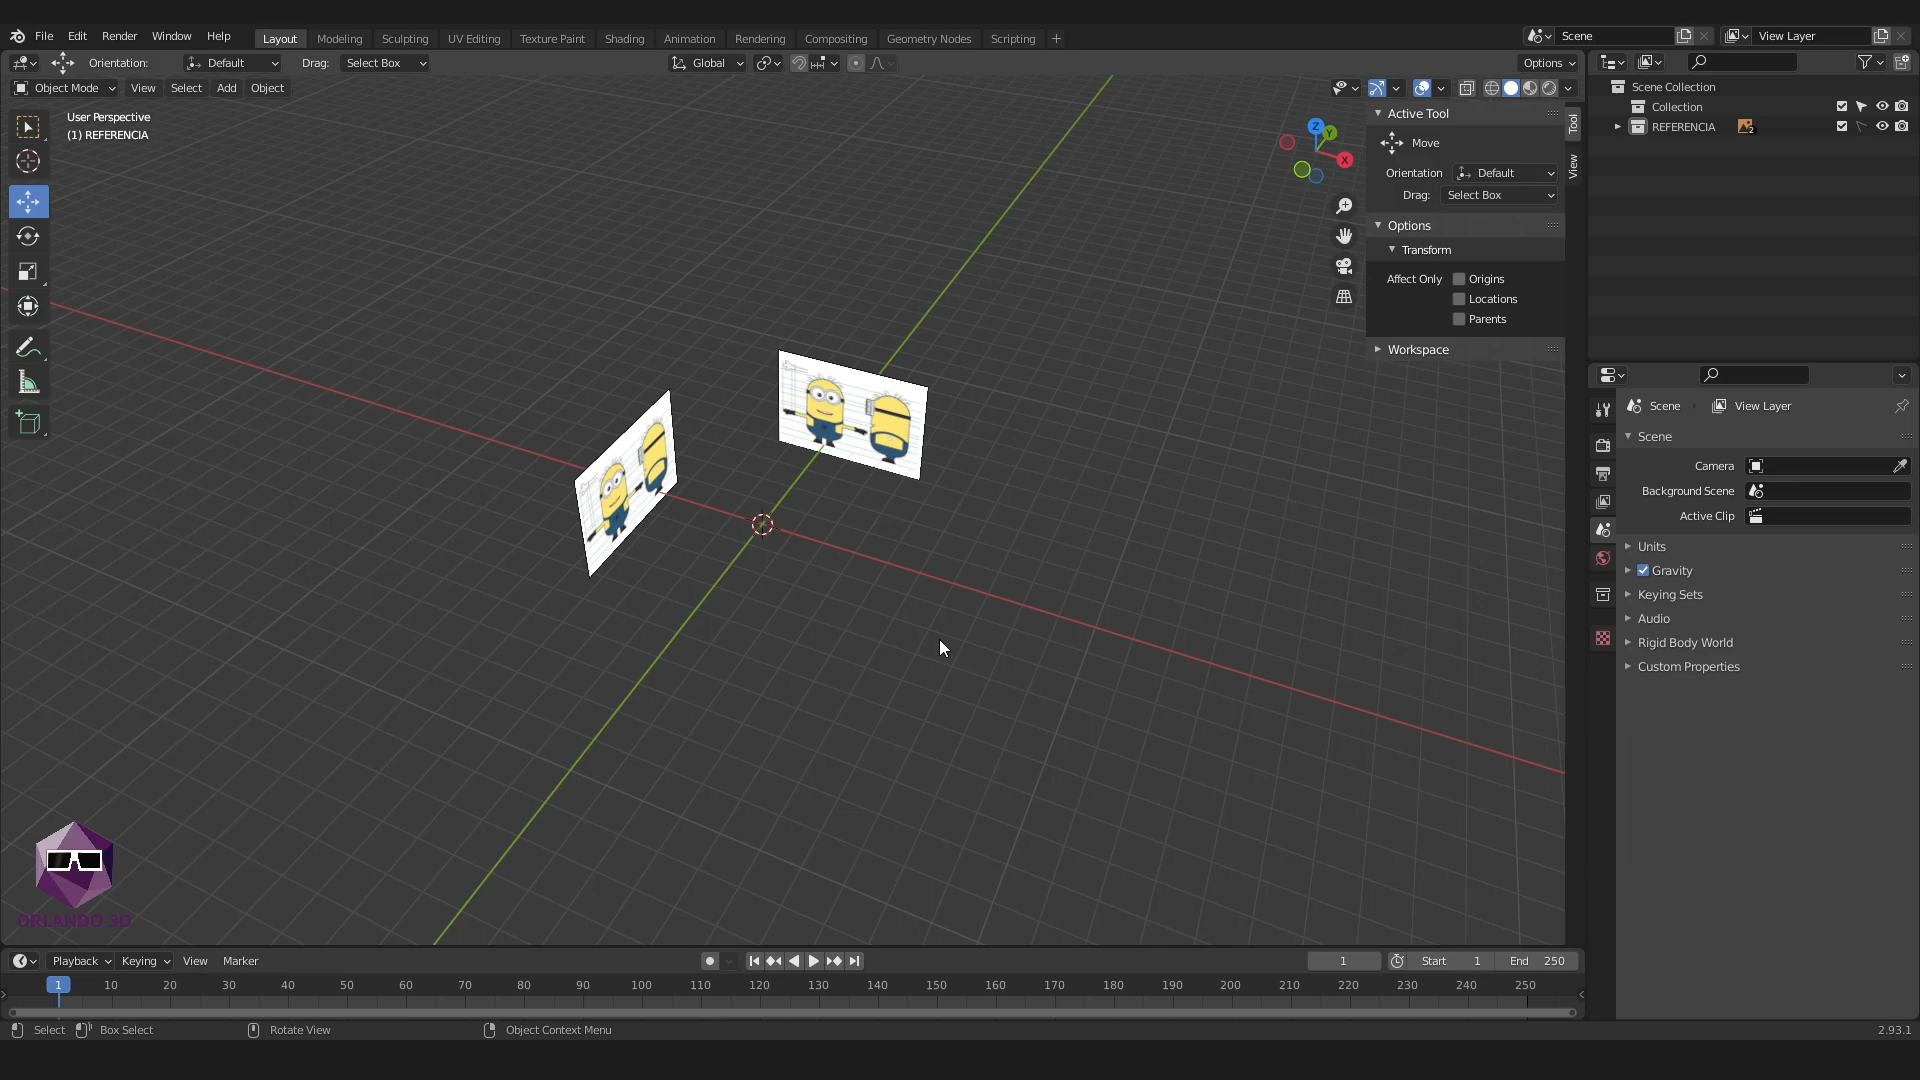 File Edit Render Window Help Layout Modeling Sculpting UV Editing Texture Paint Shading Animation Rendering Compositing Geometry Nodes Scripting + Scene View Layer
Orientation: Default Drag: Select Box Global Options
Object Mode View Select Add Object
User Perspective
(1) REFERENCIA
Z
Y
X
Active Tool
Move
Orientation Default
Drag: Select Box
Options
Transform
Affect Only Origins
Locations
Parents
Workspace
Tool
View
Scene Collection
Collection
REFERENCIA 2
Scene View Layer
Scene
Camera
Background Scene
Active Clip
Units
Gravity
Keying Sets
Audio
Rigid Body World
Custom Properties
ORLANDO 3D
Playback Keying View Marker 1 Start 1 End 250
1 10 20 30 40 50 60 70 80 90 100 110 120 130 140 150 160 170 180 190 200 210 220 230 240 250
Select Box Select Rotate View Object Context Menu 2.93.1